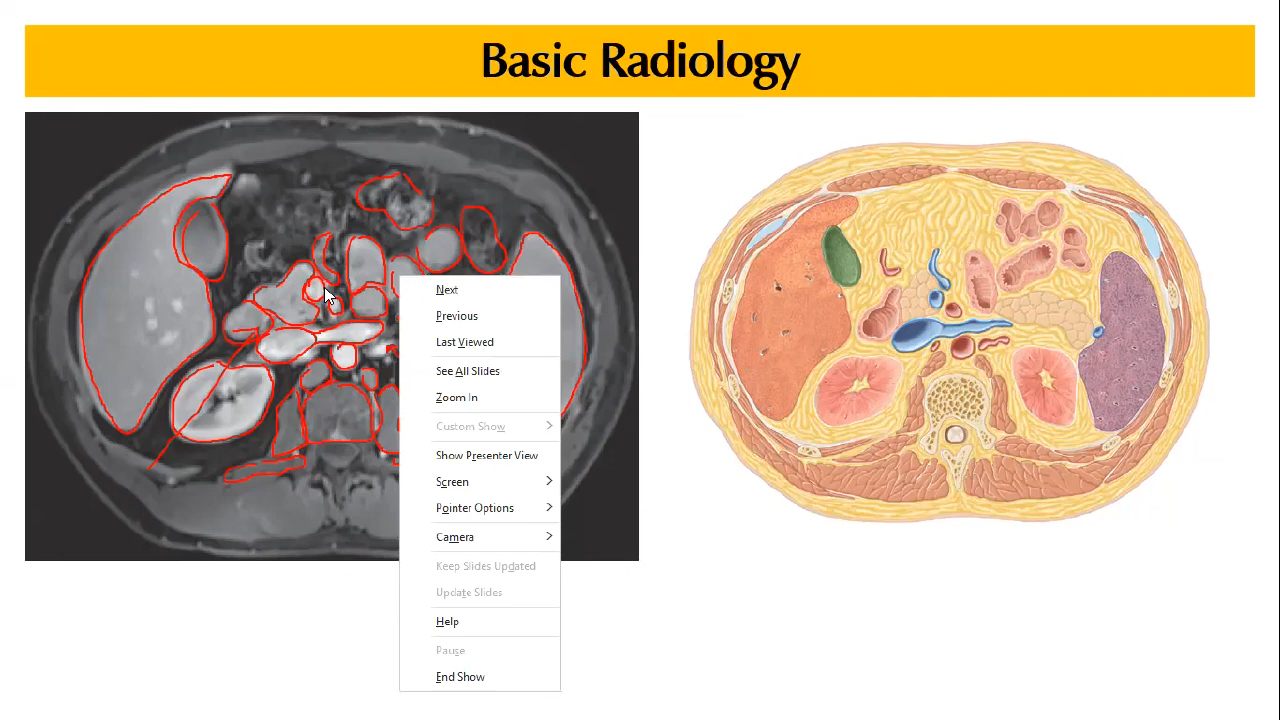 Basic Radiology
Next
Previous
Last Viewed
See All Slides
Zoom In
Custom Show
Show Presenter View
Screen
Pointer Options
Camera
Keep Slides Updated
Update Slides
Help
Pause
End Show